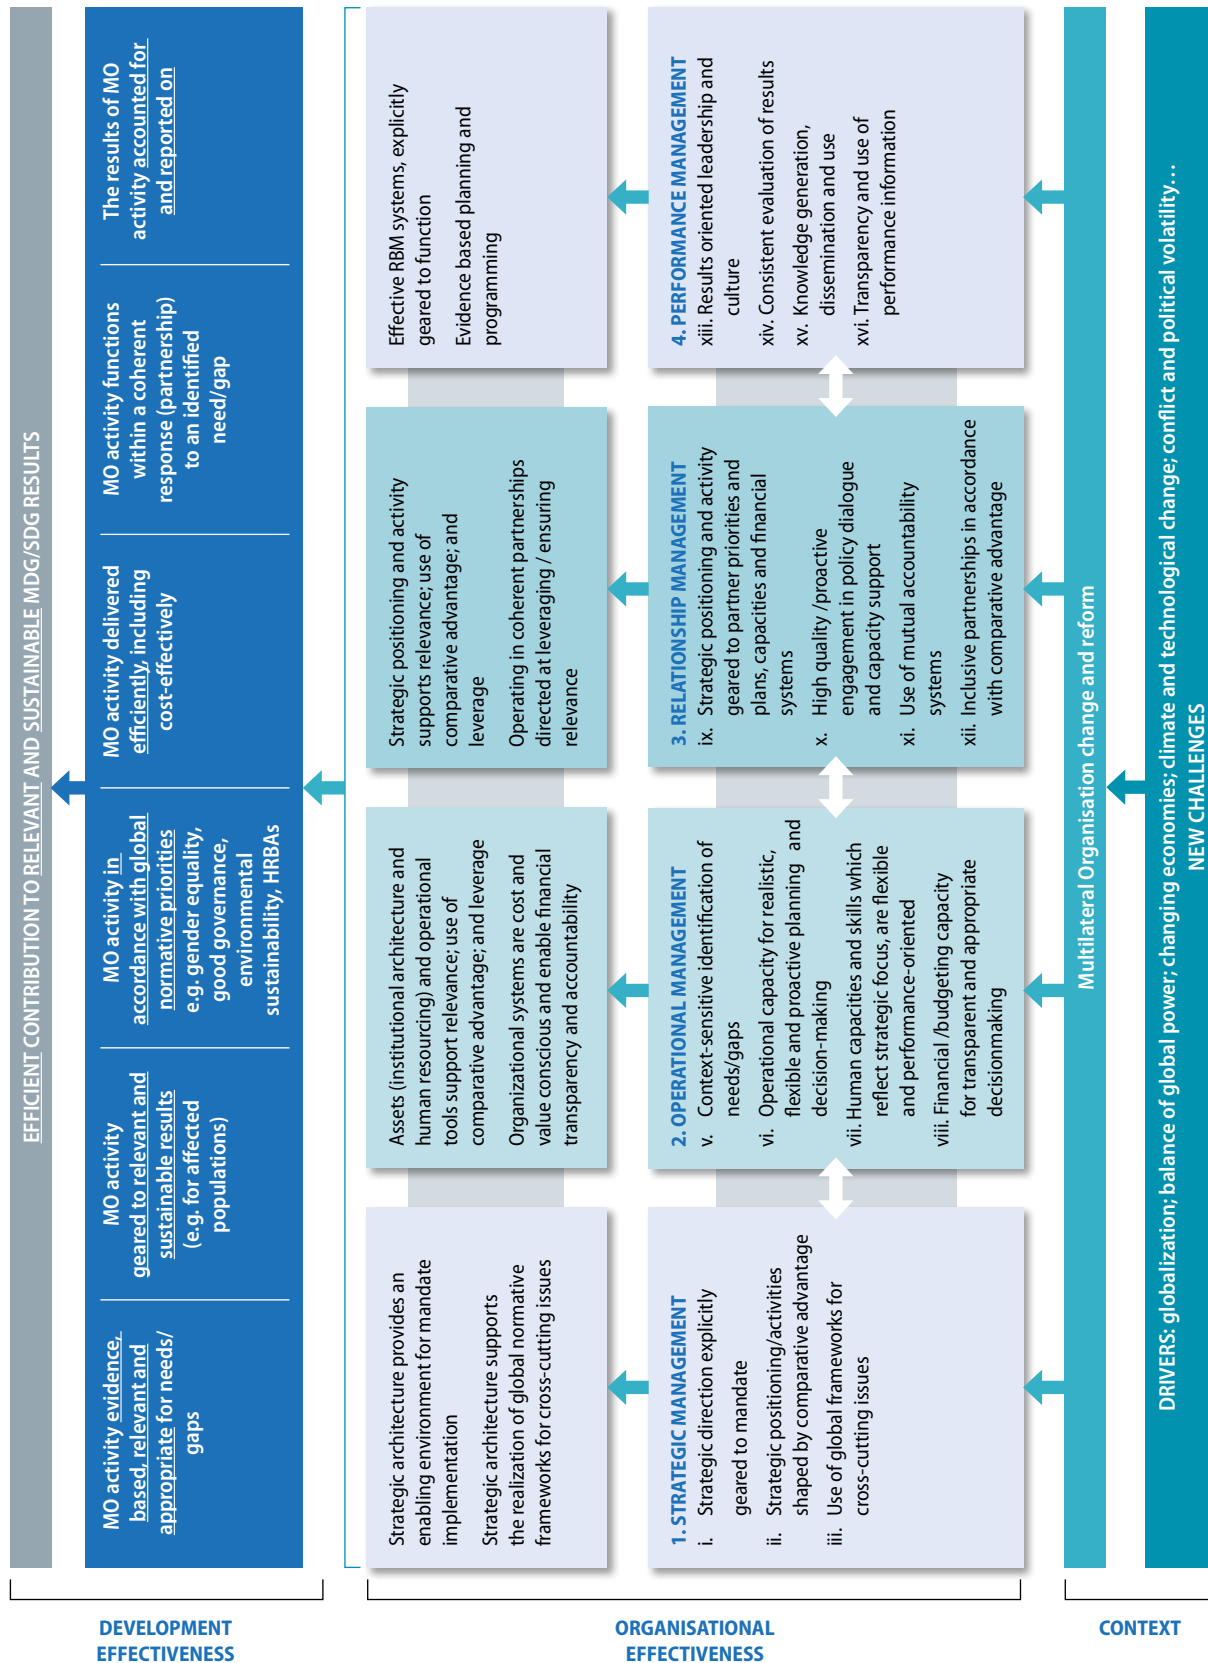 EFFICIENT CONTRIBUTION TO RELEVANT AND SUSTAINABLE MDG/SDG RESULTS
MO activity evidence,
based, relevant and
appropriate for needs/
gaps
MO activity
geared to relevant and
sustainable results
(e.g. for affected
populations)
MO activity in
accordance with global
normative priorities
e.g. gender equality,
good governance,
environmental
sustainability, HRBAs
MO activity delivered
efficiently, including
cost-effectively
MO activity functions
within a coherent
response (partnership)
to an identified
need/gap
The results of MO
activity accounted for
and reported on
Strategic architecture provides an
enabling environment for mandate
implementation
Strategic architecture supports
the realization of global normative
frameworks for cross-cutting issues
Assets (institutional architecture and
human resourcing) and operational
tools support relevance; use of
comparative advantage; and leverage
Organizational systems are cost and
value conscious and enable financial
transparency and accountability
Strategic positioning and activity
supports relevance; use of
comparative advantage; and
leverage
Operating in coherent partnerships
directed at leveraging / ensuring
relevance
Effective RBM systems, explicitly
geared to function
Evidence based planning and
programming
1. STRATEGIC MANAGEMENT
i. Strategic direction explicitly
geared to mandate
ii. Strategic positioning/activities
shaped by comparative advantage
iii. Use of global frameworks for
cross-cutting issues
2. OPERATIONAL MANAGEMENT
v. Context-sensitive identification of
needs/gaps
vi. Operational capacity for realistic,
flexible and proactive planning and
decision-making
vii. Human capacities and skills which
reflect strategic focus, are flexible
and performance-oriented
viii. Financial /budgeting capacity
for transparent and appropriate
decisionmaking
3. RELATIONSHIP MANAGEMENT
ix. Strategic positioning and activity
geared to partner priorities and
plans, capacities and financial
systems
x. High quality /proactive
engagement in policy dialogue
and capacity support
xi. Use of mutual accountability
systems
xii. Inclusive partnerships in accordance
with comparative advantage
4. PERFORMANCE MANAGEMENT
xiii. Results oriented leadership and
culture
xiv. Consistent evaluation of results
xv. Knowledge generation,
dissemination and use
xvi. Transparency and use of
performance information
Multilateral Organisation change and reform
DRIVERS: globalization; balance of global power; changing economies; climate and technological change; conflict and political volatility…
NEW CHALLENGES
DEVELOPMENT
EFFECTIVENESS
ORGANISATIONAL
EFFECTIVENESS
CONTEXT